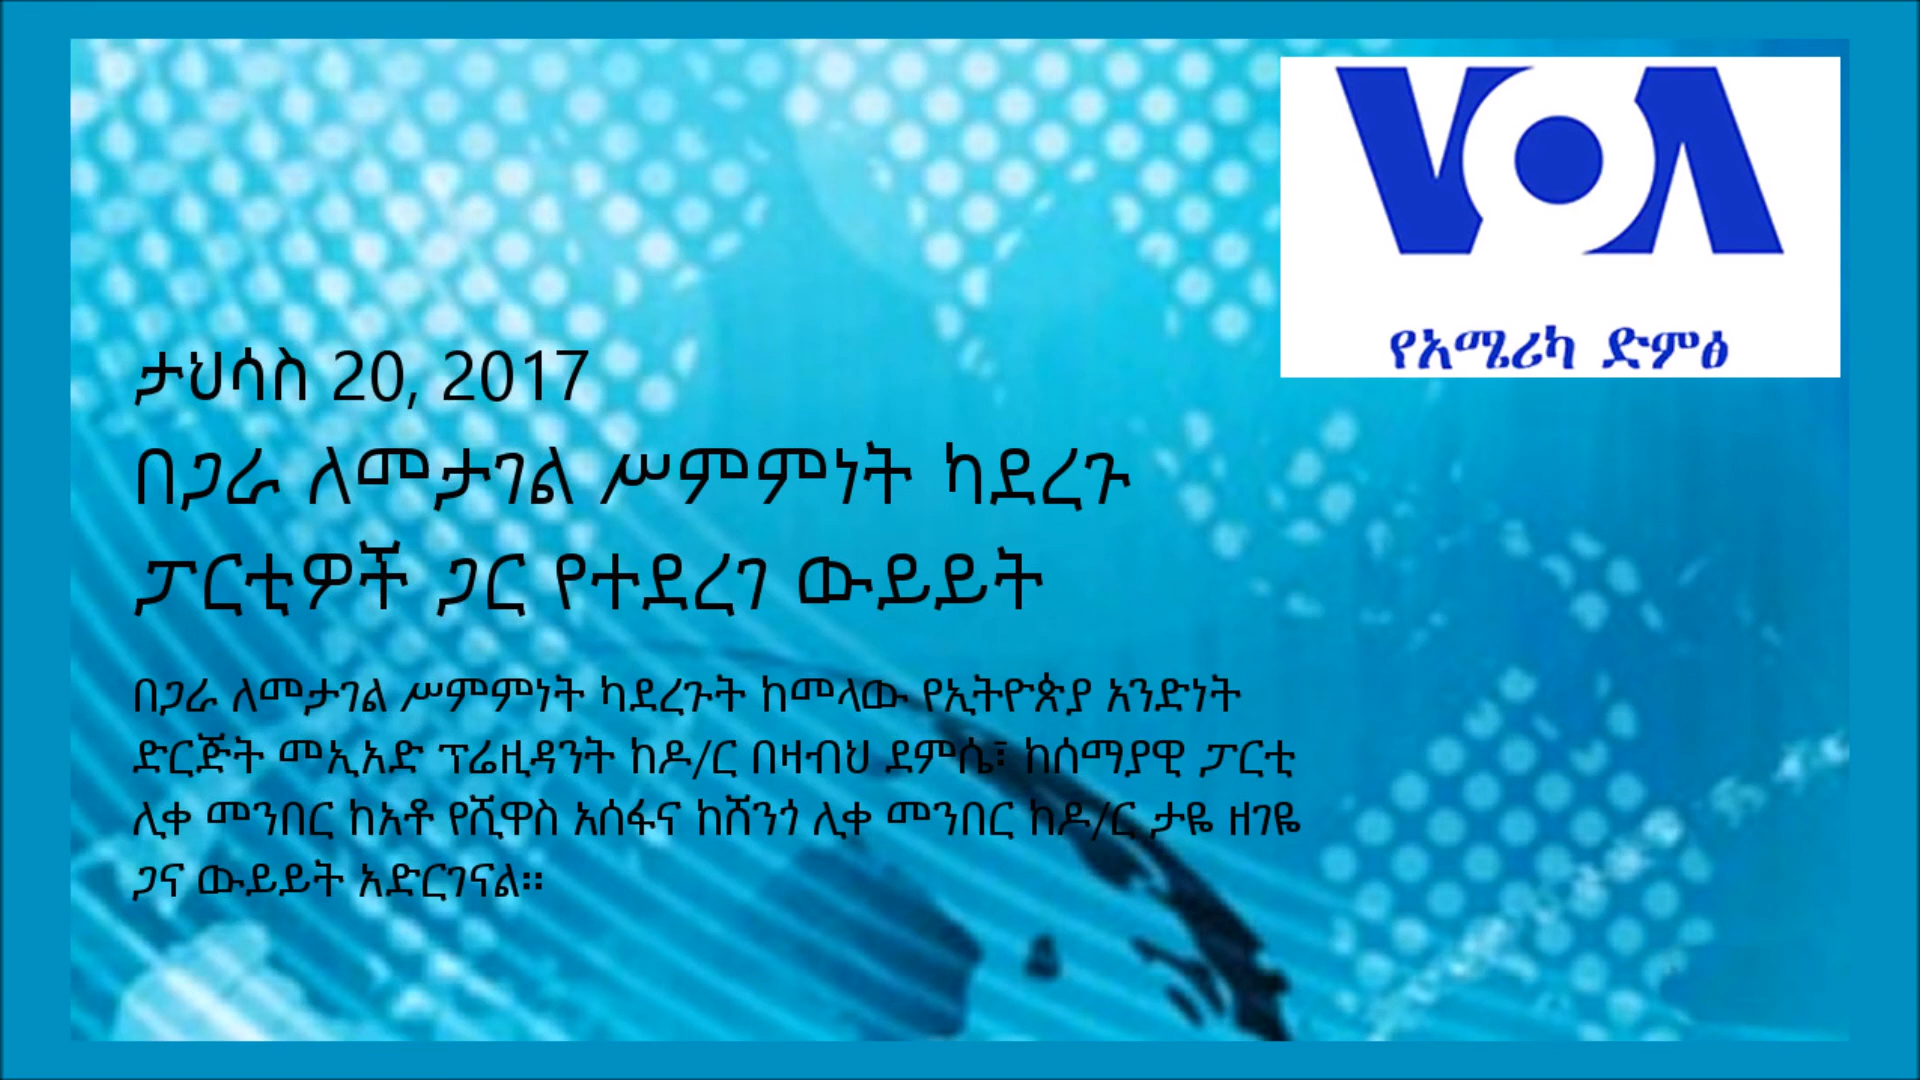 VOA
የአሜሪካ ድምፅ
ታህሳስ 20, 2017
በጋራ ለመታገል ሥምምነት ካደረጉ
ፓርቲዎች ጋር የተደረገ ውይይት
በጋራ ለመታገል ሥምምነት ካደረጉት ከመላው የኢትዮጵያ አንድነት
ድርጅት መኢአድ ፕሬዚዳንት ከዶ/ር በዛብህ ደምሴ፣ ከሰማያዊ ፓርቲ
ሊቀ መንበር ከአቶ የሺዋስ አሰፋና ከሸንጎ ሊቀ መንበር ከዶ/ር ታዬ ዘገዬ
ጋና ውይይት አድርገናል።